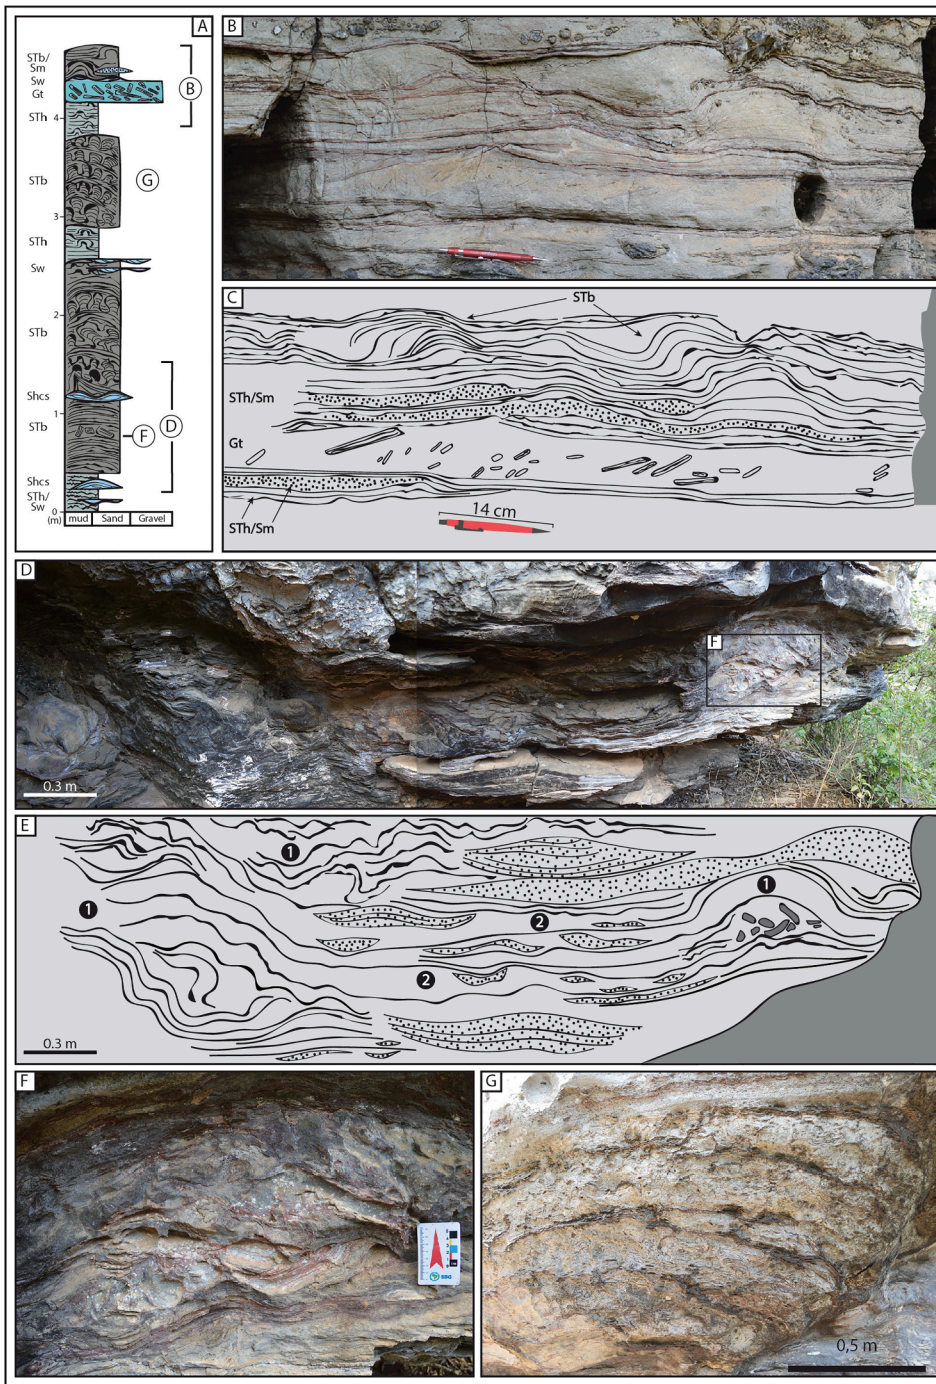 A
STb/
Sm
Sw
Gt
STh
4
B
STb
G
3
STh
Sw
2
STb
Shcs
1
STb
F
D
Shcs
STh/
Sw
0
(m)
mud
Sand
Gravel
B
C
STb
STh/Sm
Gt
STh/Sm
14 cm
D
F
0.3 m
E
1
1
1
2
2
0.3 m
F
SBG
G
0,5 m